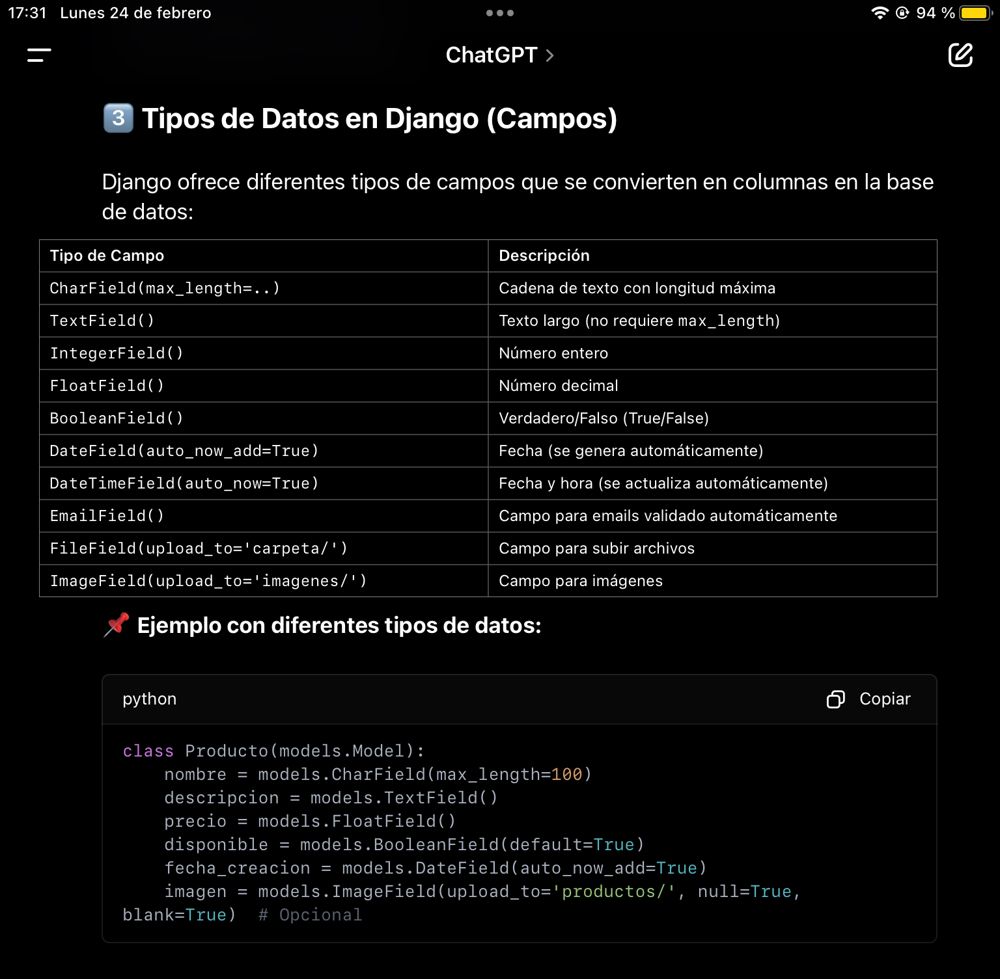 17:31 Lunes 24 de febrero
94 %
ChatGPT
3 Tipos de Datos en Django (Campos)
Django ofrece diferentes tipos de campos que se convierten en columnas en la base
de datos:
Tipo de Campo Descripción
CharField(max_length=..) Cadena de texto con longitud máxima
TextField() Texto largo (no requiere max_length)
IntegerField() Número entero
FloatField() Número decimal
BooleanField() Verdadero/Falso (True/False)
DateField(auto_now_add=True) Fecha (se genera automáticamente)
DateTimeField(auto_now=True) Fecha y hora (se actualiza automáticamente)
EmailField() Campo para emails validado automáticamente
FileField(upload_to='carpeta/') Campo para subir archivos
ImageField(upload_to='imagenes/') Campo para imágenes
📌 Ejemplo con diferentes tipos de datos:
python Copiar
class Producto(models.Model):
    nombre = models.CharField(max_length=100)
    descripcion = models.TextField()
    precio = models.FloatField()
    disponible = models.BooleanField(default=True)
    fecha_creacion = models.DateField(auto_now_add=True)
    imagen = models.ImageField(upload_to='productos/', null=True,
blank=True)  # Opcional